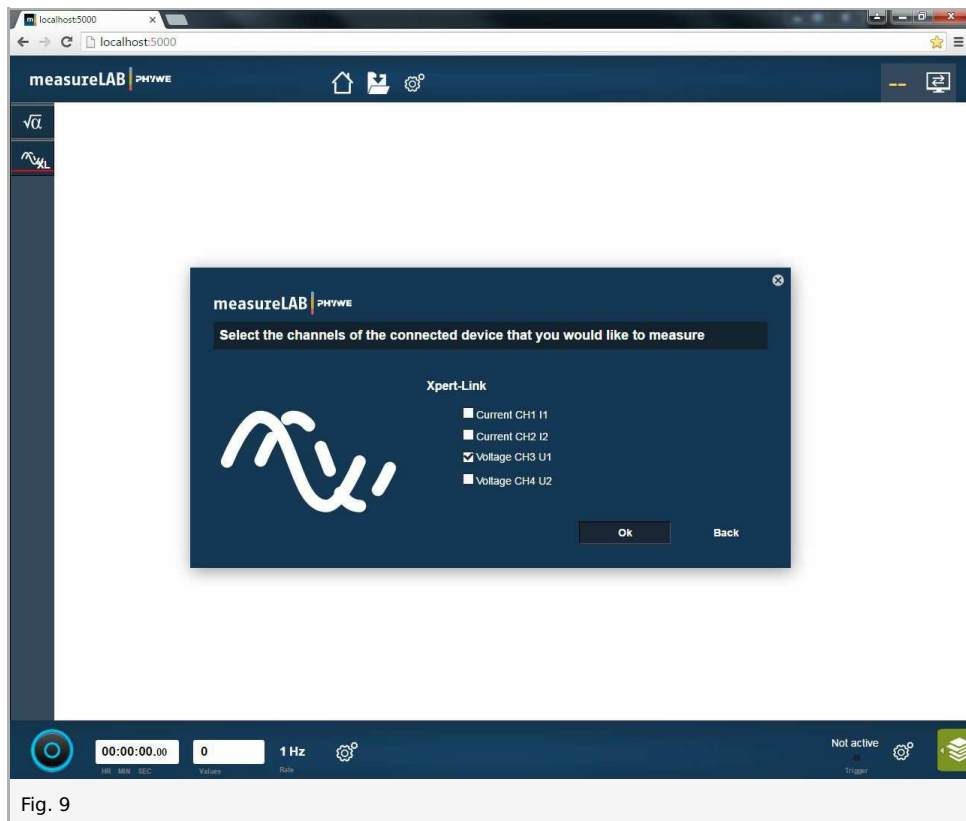 localhost:5000
localhost:5000
measureLAB PHYWE
--
√α
XL
measureLAB PHYWE
Select the channels of the connected device that you would like to measure
Xpert-Link
Current CH1 I1
Current CH2 I2
Voltage CH3 U1
Voltage CH4 U2
Ok Back
00:00:00.00 0 1 Hz Not active
HR MIN SEC Values Rate Trigger
Fig. 9